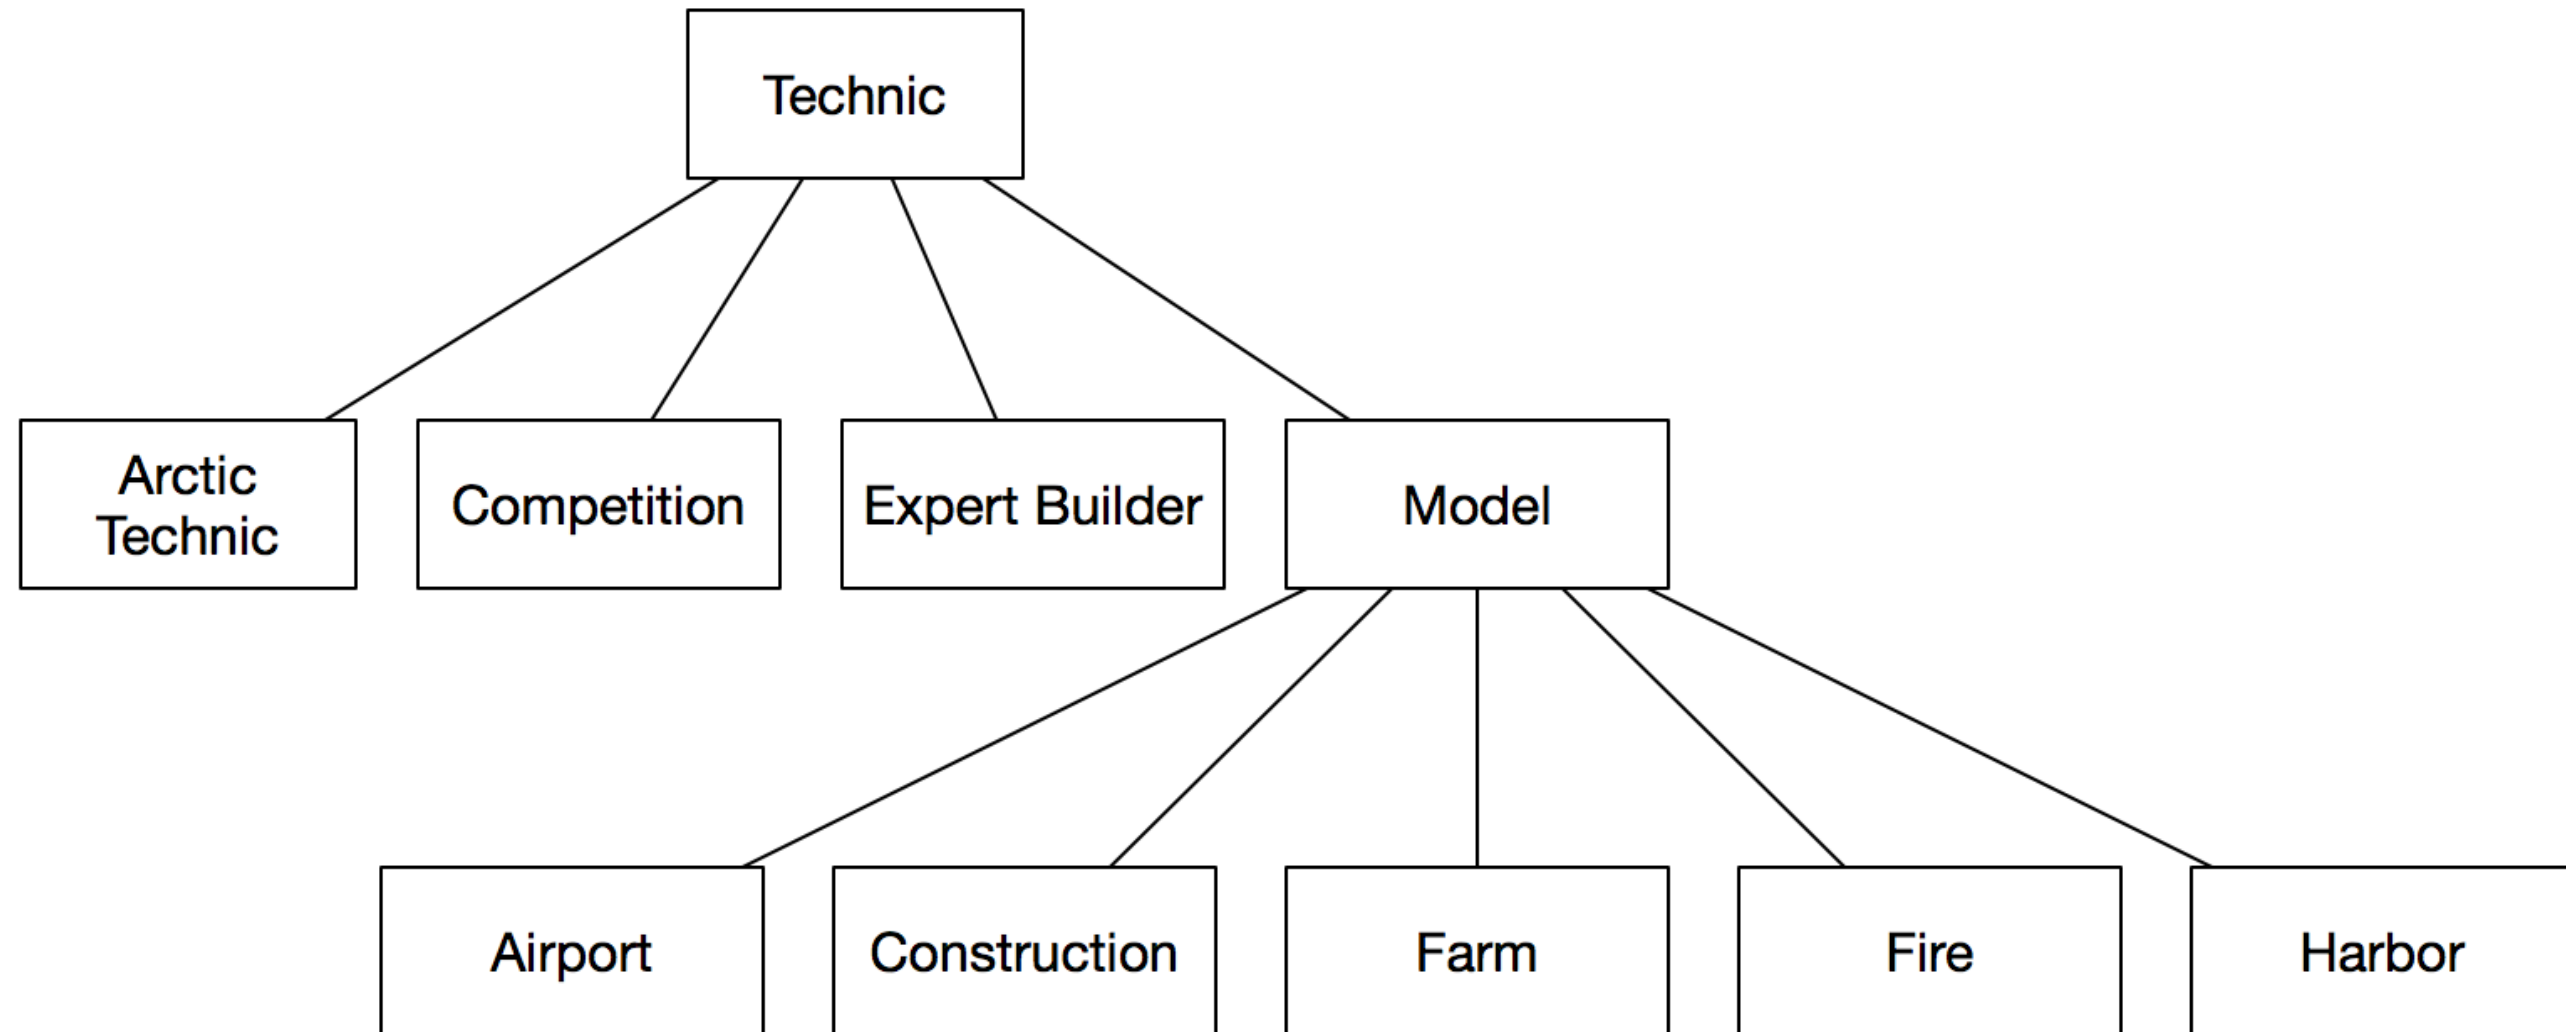 Technic
Arctic
Technic
Competition
Expert Builder
Model
Airport
Construction
Farm
Fire
Harbor